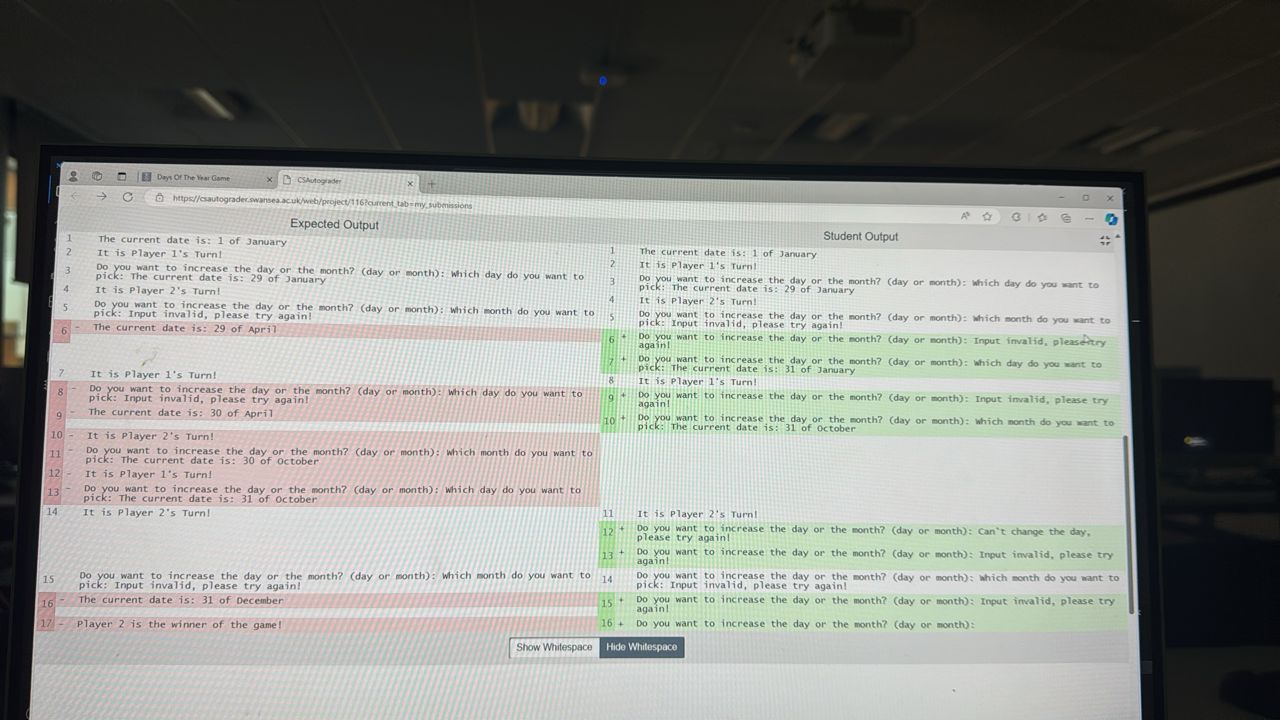 Days Of The Year Game
CSAutograder
https://csautograder.swansea.ac.uk/web/project/116?current_tab=my_submissions
Expected Output
1 The current date is: 1 of January
2 It is Player 1's Turn!
3 Do you want to increase the day or the month? (day or month): Which day do you want to
pick: The current date is: 29 of January
4 It is Player 2's Turn!
5 Do you want to increase the day or the month? (day or month): Which month do you want to
pick: Input invalid, please try again!
6 - The current date is: 29 of April
7 It is Player 1's Turn!
8 - Do you want to increase the day or the month? (day or month): Which day do you want to
pick: Input invalid, please try again!
9 - The current date is: 30 of April
10 - It is Player 2's Turn!
11 - Do you want to increase the day or the month? (day or month): Which month do you want to
pick: The current date is: 30 of October
12 - It is Player 1's Turn!
13 - Do you want to increase the day or the month? (day or month): Which day do you want to
pick: The current date is: 31 of October
14 It is Player 2's Turn!
15 Do you want to increase the day or the month? (day or month): Which month do you want to
pick: Input invalid, please try again!
16 - The current date is: 31 of December
17 - Player 2 is the winner of the game!
Student Output
1 The current date is: 1 of January
2 It is Player 1's Turn!
3 Do you want to increase the day or the month? (day or month): Which day do you want to
pick: The current date is: 29 of January
4 It is Player 2's Turn!
5 Do you want to increase the day or the month? (day or month): Which month do you want to
pick: Input invalid, please try again!
6 + Do you want to increase the day or the month? (day or month): Input invalid, please try
again!
7 + Do you want to increase the day or the month? (day or month): Which day do you want to
pick: The current date is: 31 of January
8 It is Player 1's Turn!
9 + Do you want to increase the day or the month? (day or month): Input invalid, please try
again!
10 + Do you want to increase the day or the month? (day or month): Which month do you want to
pick: The current date is: 31 of October
11 It is Player 2's Turn!
12 + Do you want to increase the day or the month? (day or month): Can't change the day,
please try again!
13 + Do you want to increase the day or the month? (day or month): Input invalid, please try
again!
14 Do you want to increase the day or the month? (day or month): Which month do you want to
pick: Input invalid, please try again!
15 + Do you want to increase the day or the month? (day or month): Input invalid, please try
again!
16 + Do you want to increase the day or the month? (day or month):
Show Whitespace Hide Whitespace